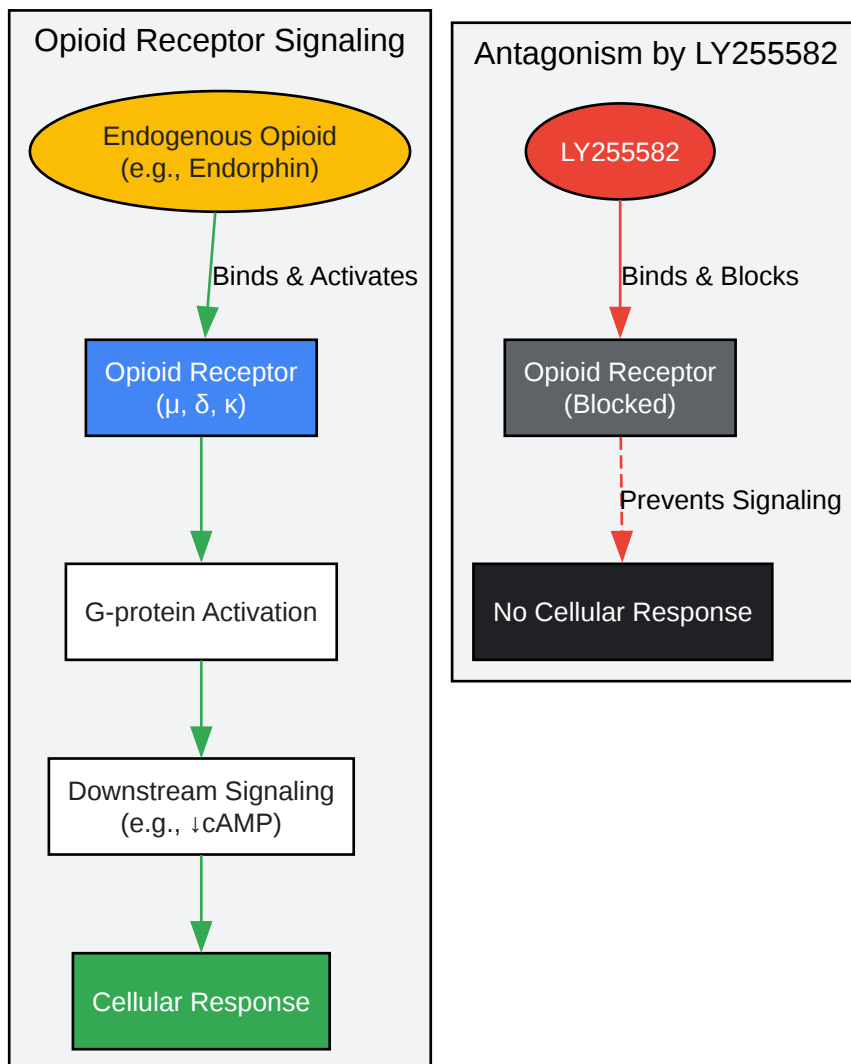 Opioid Receptor Signaling
Endogenous Opioid
(e.g., Endorphin)
Binds & Activates
Opioid Receptor
(μ, δ, κ)
G-protein Activation
Downstream Signaling
(e.g., ↓cAMP)
Cellular Response
Antagonism by LY255582
LY255582
Binds & Blocks
Opioid Receptor
(Blocked)
Prevents Signaling
No Cellular Response